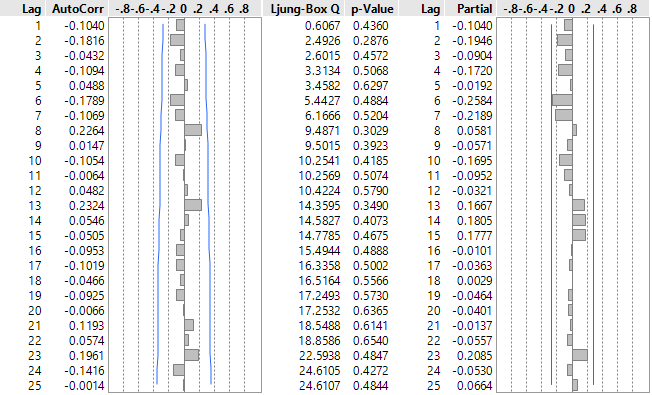 Lag AutoCorr -.8-.6-.4-.2 0 .2 .4 .6 .8 Ljung-Box Q p-Value Lag Partial -.8-.6-.4-.2 0 .2 .4 .6 .8
1 -0.1040 0.6067 0.4360 1 -0.1040
2 -0.1816 2.4926 0.2876 2 -0.1946
3 -0.0432 2.6015 0.4572 3 -0.0904
4 -0.1094 3.3134 0.5068 4 -0.1720
5 0.0488 3.4582 0.6297 5 -0.0192
6 -0.1789 5.4427 0.4884 6 -0.2584
7 -0.1069 6.1666 0.5204 7 -0.2189
8 0.2264 9.4871 0.3029 8 0.0581
9 0.0147 9.5015 0.3923 9 -0.0571
10 -0.1054 10.2541 0.4185 10 -0.1695
11 -0.0064 10.2569 0.5074 11 -0.0952
12 0.0482 10.4224 0.5790 12 -0.0321
13 0.2324 14.3595 0.3490 13 0.1667
14 0.0546 14.5827 0.4073 14 0.1805
15 -0.0505 14.7785 0.4675 15 0.1777
16 -0.0953 15.4944 0.4888 16 -0.0101
17 -0.1019 16.3358 0.5002 17 -0.0363
18 -0.0466 16.5164 0.5566 18 0.0029
19 -0.0925 17.2493 0.5730 19 -0.0464
20 -0.0066 17.2532 0.6365 20 -0.0401
21 0.1193 18.5488 0.6141 21 -0.0137
22 0.0574 18.8586 0.6540 22 -0.0557
23 0.1961 22.5938 0.4847 23 0.2085
24 -0.1416 24.6105 0.4272 24 -0.0530
25 -0.0014 24.6107 0.4844 25 0.0664